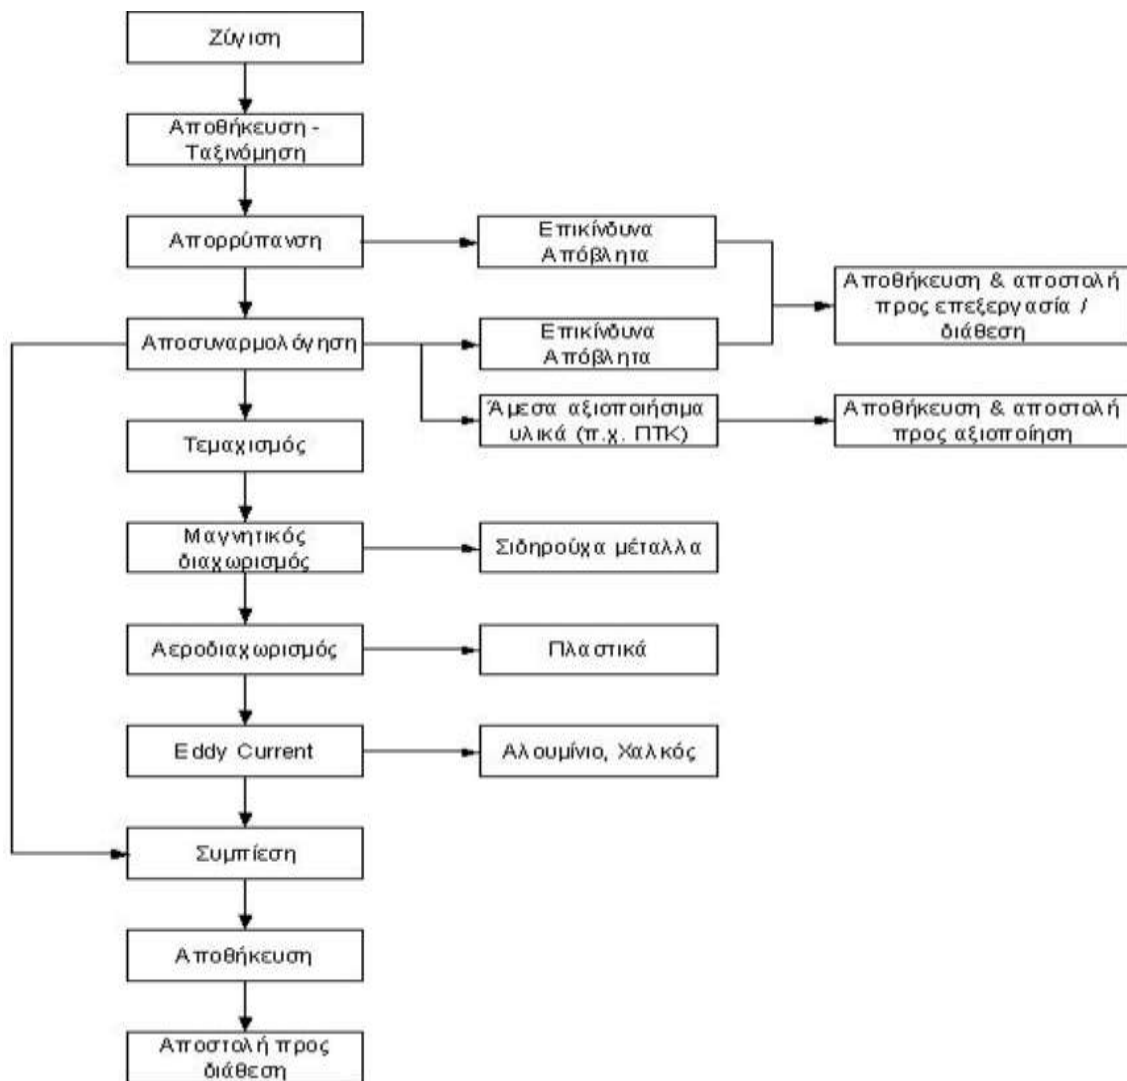 Ζύγιση
Αποθήκευση -
Ταξινόμηση
Απορρύπανση
Επικίνδυνα
Απόβλητα
Αποθήκευση & αποστολή
προς επεξεργασία /
διάθεση
Αποσυναρμολόγηση
Επικίνδυνα
Απόβλητα
Άμεσα αξιοποιήσιμα
υλικά (π.χ. ΠΤΚ)
Αποθήκευση & αποστολή
προς αξιοποίηση
Τεμαχισμός
Μαγνητικός
διαχωρισμός
Σιδηρούχα μέταλλα
Αεροδιαχωρισμός
Πλαστικά
Eddy Current
Αλουμίνιο, Χαλκός
Συμπίεση
Αποθήκευση
Αποστολή προς
διάθεση